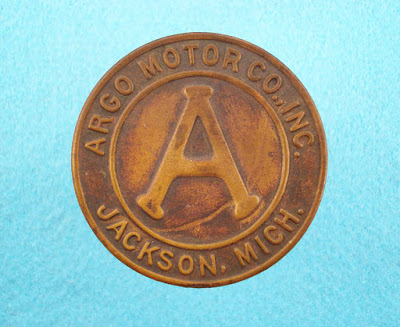 ARGO MOTOR CO., INC.
A
JACKSON, MICH.